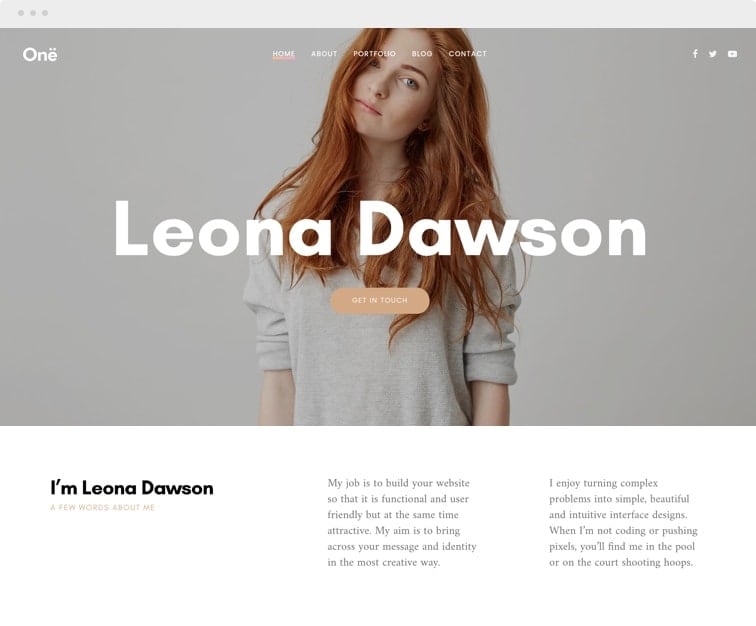 Onë
HOME ABOUT PORTFOLIO BLOG CONTACT
Leona Dawson
GET IN TOUCH
I’m Leona Dawson
A FEW WORDS ABOUT ME
My job is to build your website
so that it is functional and user
friendly but at the same time
attractive. My aim is to bring
across your message and identity
in the most creative way.
I enjoy turning complex
problems into simple, beautiful
and intuitive interface designs.
When I’m not coding or pushing
pixels, you’ll find me in the pool
or on the court shooting hoops.